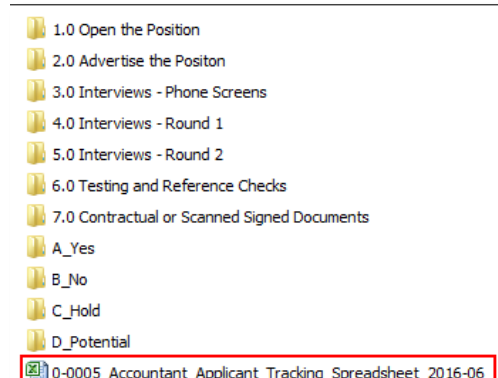 1.0 Open the Position
2.0 Advertise the Positon
3.0 Interviews - Phone Screens
4.0 Interviews - Round 1
5.0 Interviews - Round 2
6.0 Testing and Reference Checks
7.0 Contractual or Scanned Signed Documents
A_Yes
B_No
C_Hold
D_Potential
0-0005_Accountant_Applicant_Tracking_Spreadsheet_2016-06